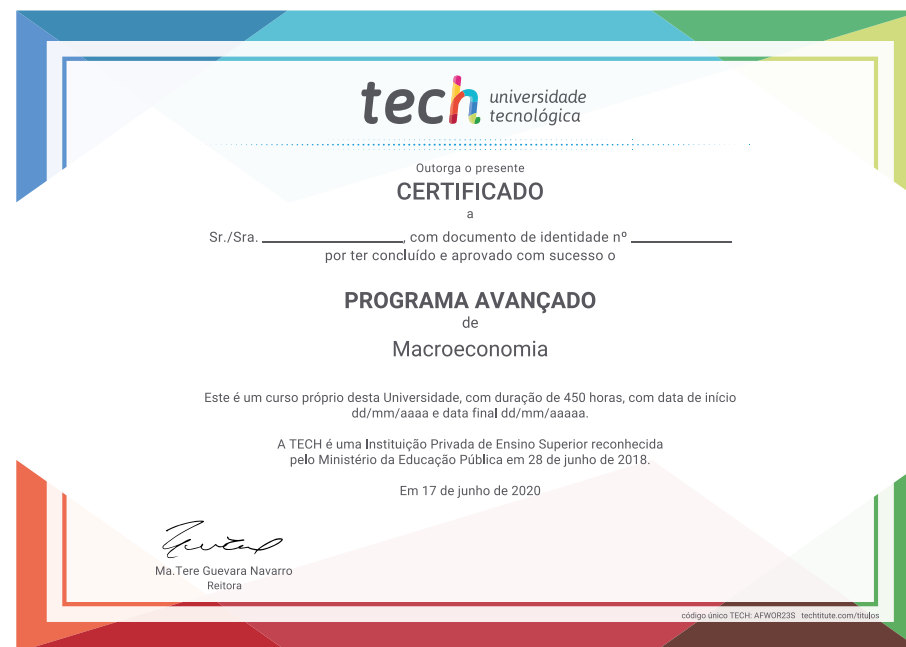 tech universidade
tecnológica
Outorga o presente
CERTIFICADO
a
Sr./Sra. ____________, com documento de identidade nº ____________
por ter concluído e aprovado com sucesso o
PROGRAMA AVANÇADO
de
Macroeconomia
Este é um curso próprio desta Universidade, com duração de 450 horas, com data de início
dd/mm/aaaa e data final dd/mm/aaaaa.
A TECH é uma Instituição Privada de Ensino Superior reconhecida
pelo Ministério da Educação Pública em 28 de junho de 2018.
Em 17 de junho de 2020
Ma.Tere Guevara Navarro
Reitora
código único TECH: AFWOR23S techtitute.com/titulos